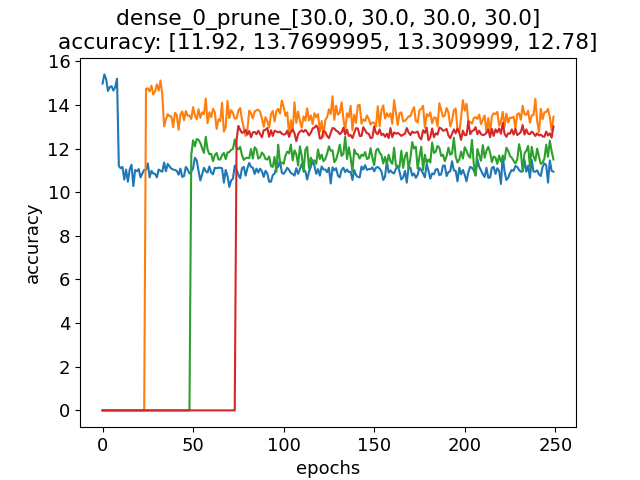 dense_0_prune_[30.0, 30.0, 30.0, 30.0]
accuracy: [11.92, 13.7699995, 13.309999, 12.78]
16
14
12
10
8
6
4
2
0
accuracy
0 50 100 150 200 250
epochs